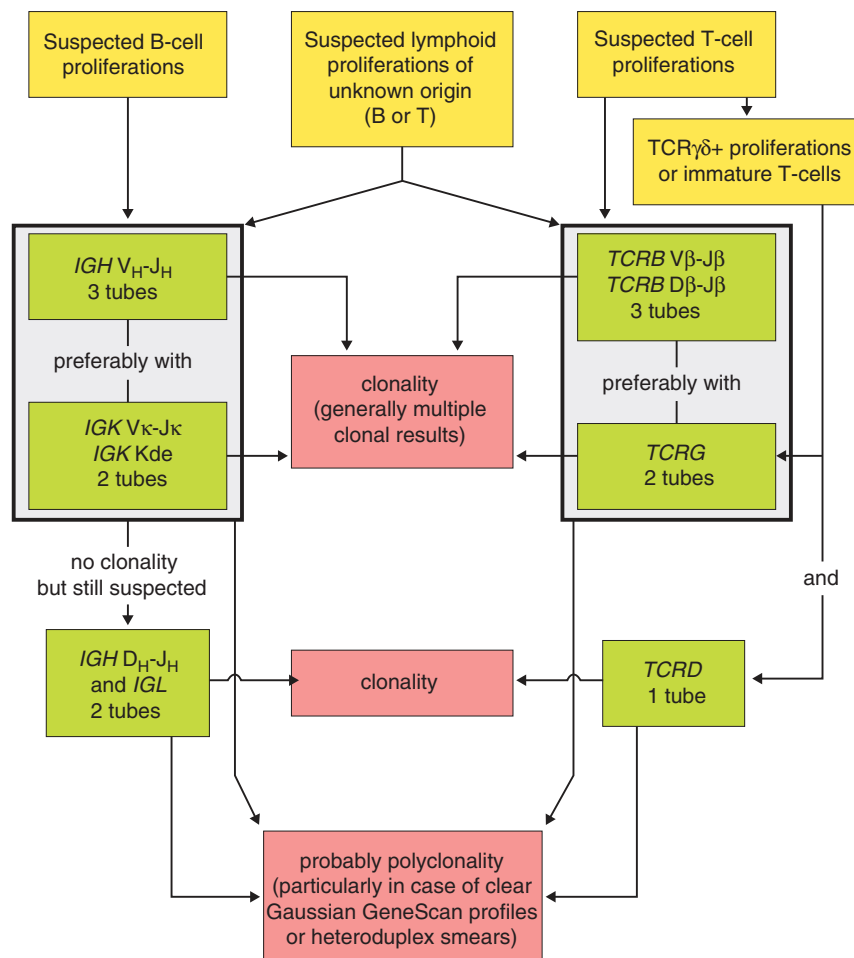 Suspected B-cell
proliferations
Suspected lymphoid
proliferations of
unknown origin
(B or T)
Suspected T-cell
proliferations
TCRγδ+ proliferations
or immature T-cells
IGH V_H-J_H
3 tubes
preferably with
IGK Vκ-Jκ
IGK Kde
2 tubes
clonality
(generally multiple
clonal results)
TCRB Vβ-Jβ
TCRB Dβ-Jβ
3 tubes
preferably with
TCRG
2 tubes
no clonality
but still suspected
and
IGH D_H-J_H
and IGL
2 tubes
clonality
TCRD
1 tube
probably polyclonality
(particularly in case of clear
Gaussian GeneScan profiles
or heteroduplex smears)